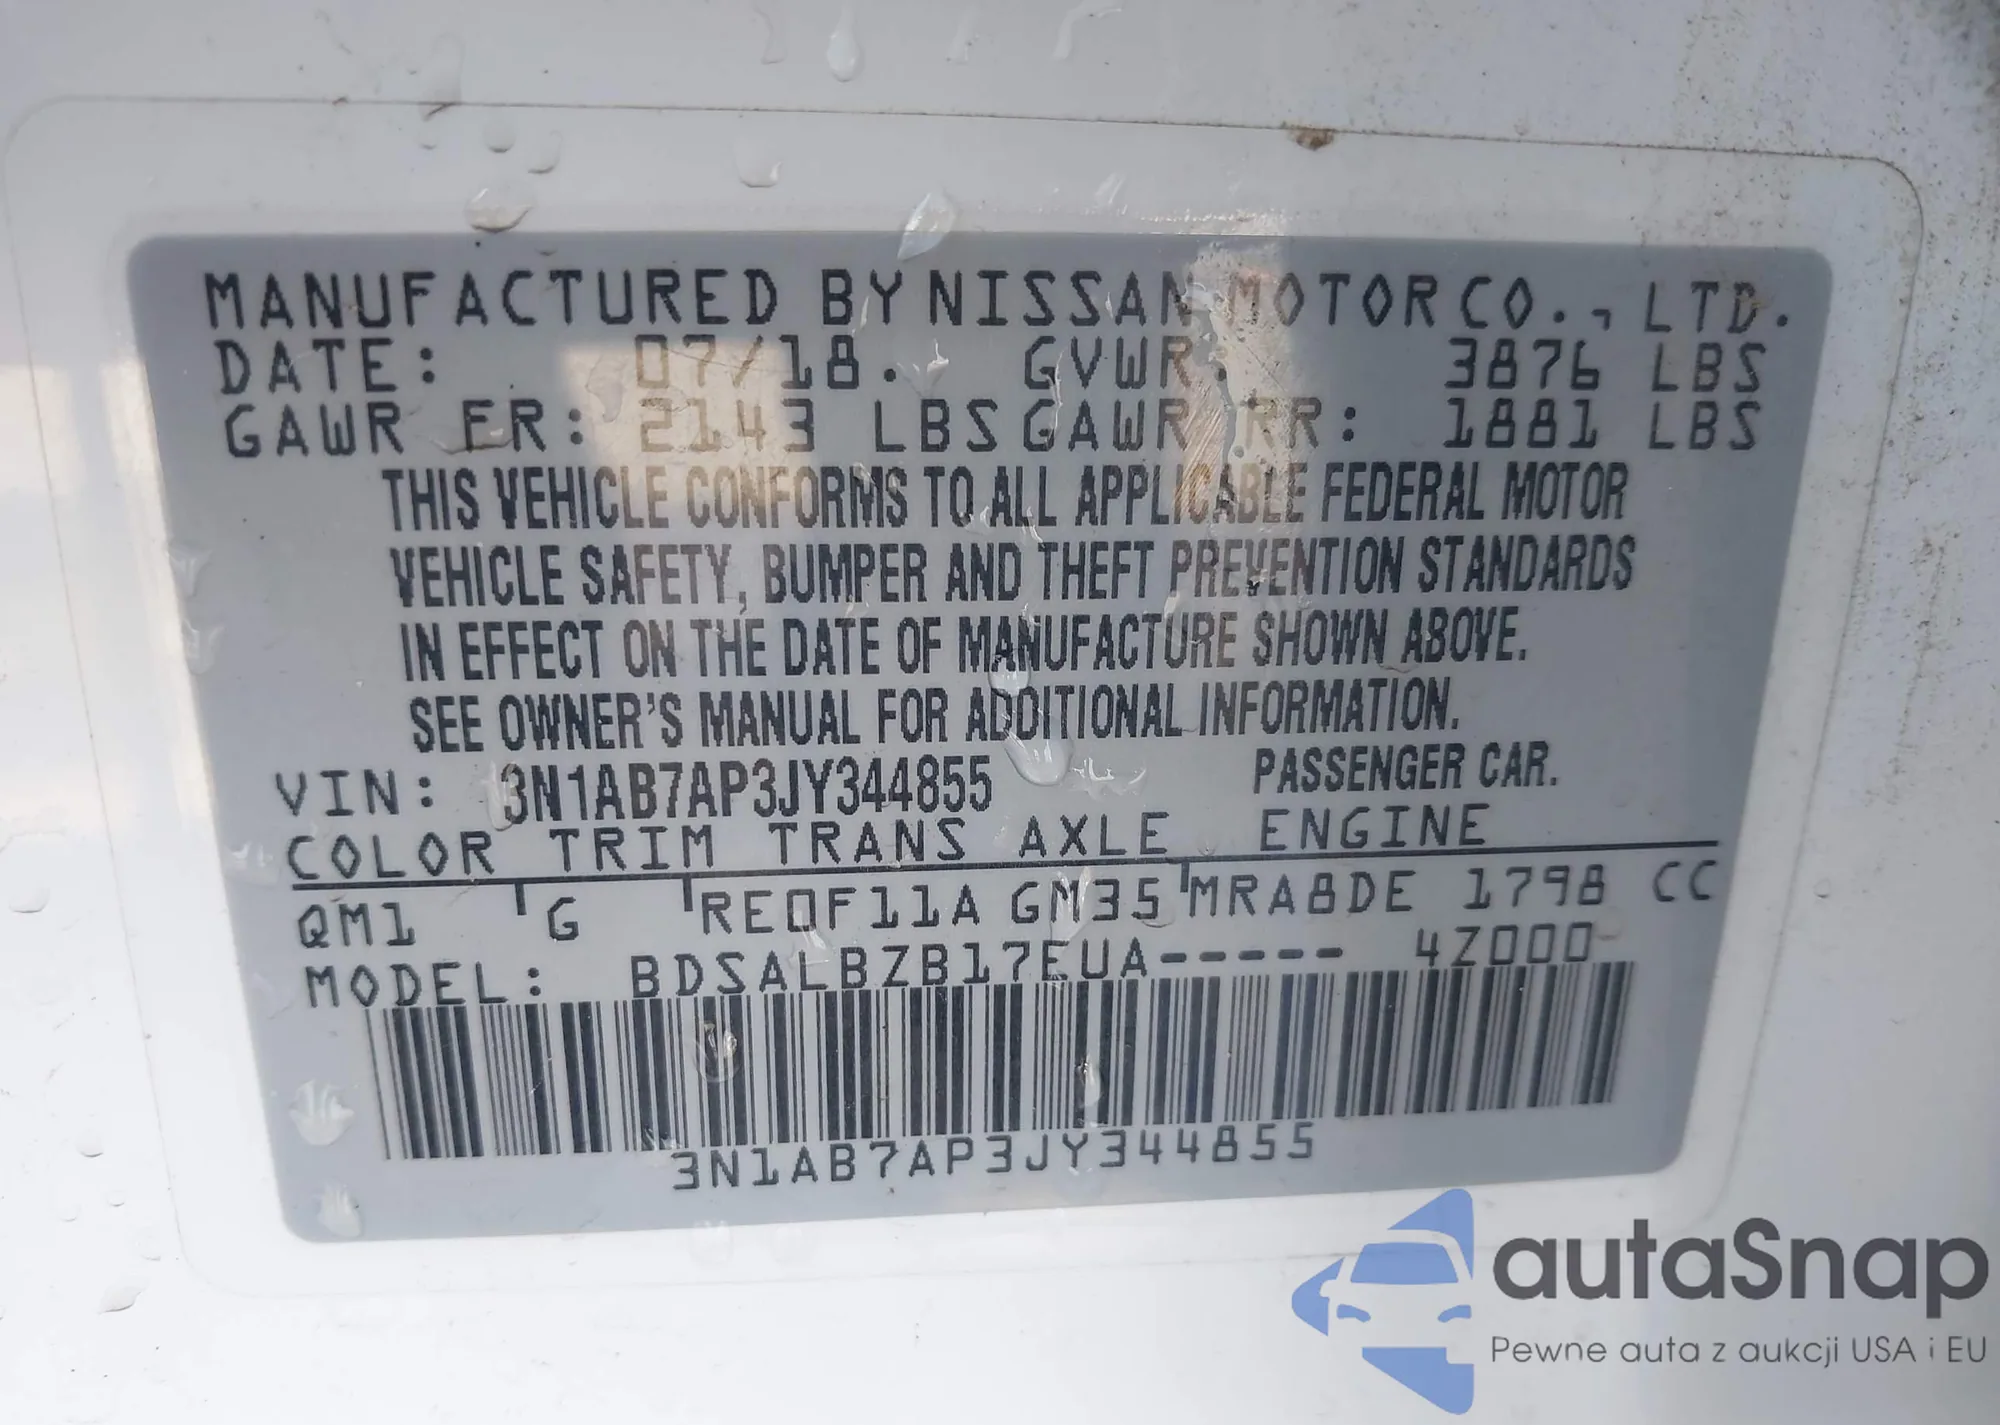 MANUFACTURED BY NISSAN MOTOR CO., LTD.
DATE: 07/18. GVWR: 3876 LBS
GAWR FR: 2143 LBS GAWR RR: 1881 LBS
THIS VEHICLE CONFORMS TO ALL APPLICABLE FEDERAL MOTOR
VEHICLE SAFETY, BUMPER AND THEFT PREVENTION STANDARDS
IN EFFECT ON THE DATE OF MANUFACTURE SHOWN ABOVE.
SEE OWNER'S MANUAL FOR ADDITIONAL INFORMATION.
VIN: 3N1AB7AP3JY344855 PASSENGER CAR.
COLOR TRIM TRANS AXLE ENGINE
QM1 G RE0F11A GM35 MRA8DE 1798 CC
MODEL: BDSALBZB17EUA----- 4Z000
3N1AB7AP3JY344855
autaSnap
Pewne auta z aukcji USA i EU